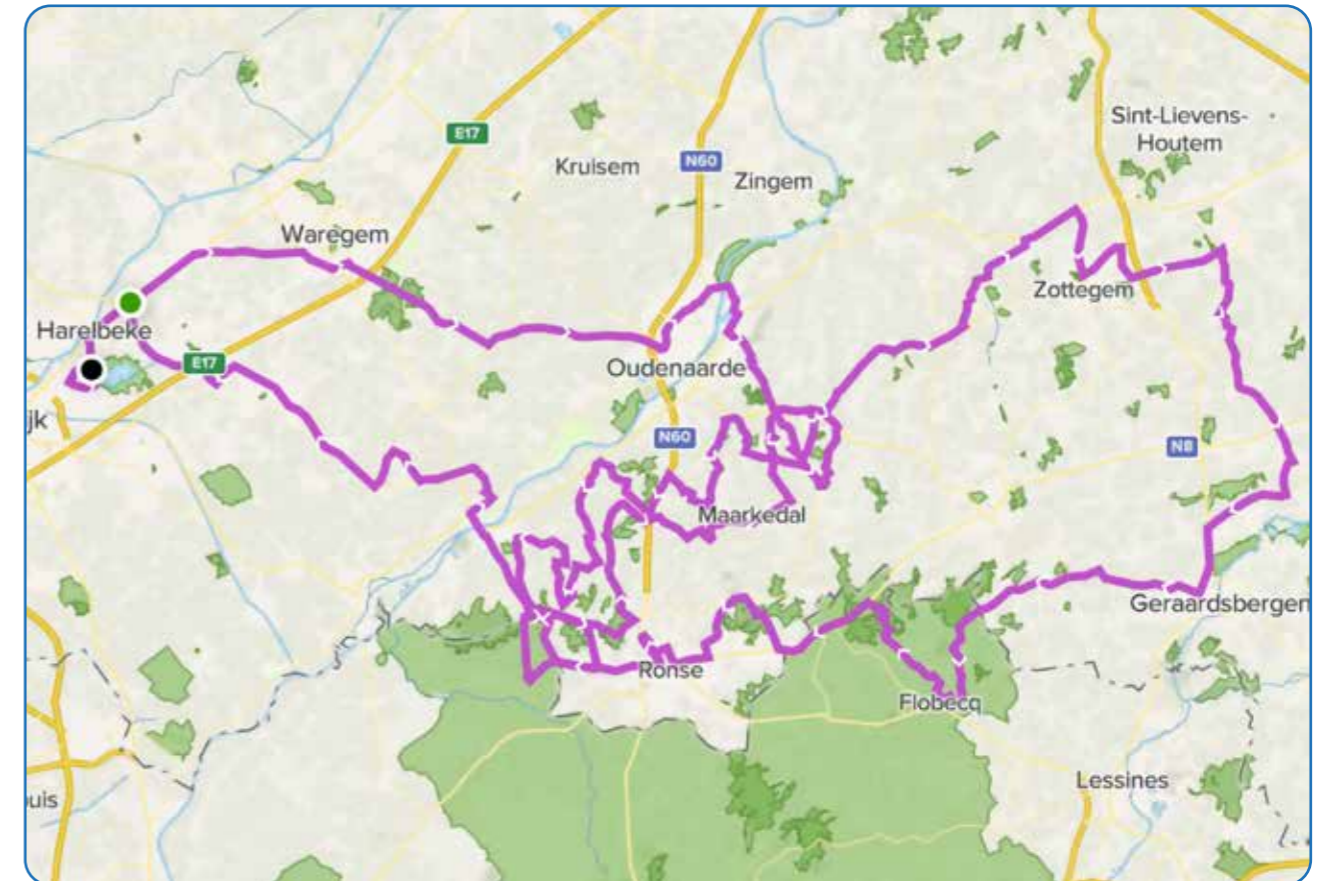 Sint-Lievens-
Houtem
E17
Kruisem
N60
Zingem
Waregem
Zottegem
Harelbeke
E17
Oudenaarde
jk
N60
N8
Maarkedal
Geraardsbergen
Ronse
Flobecq
Lessines
uis